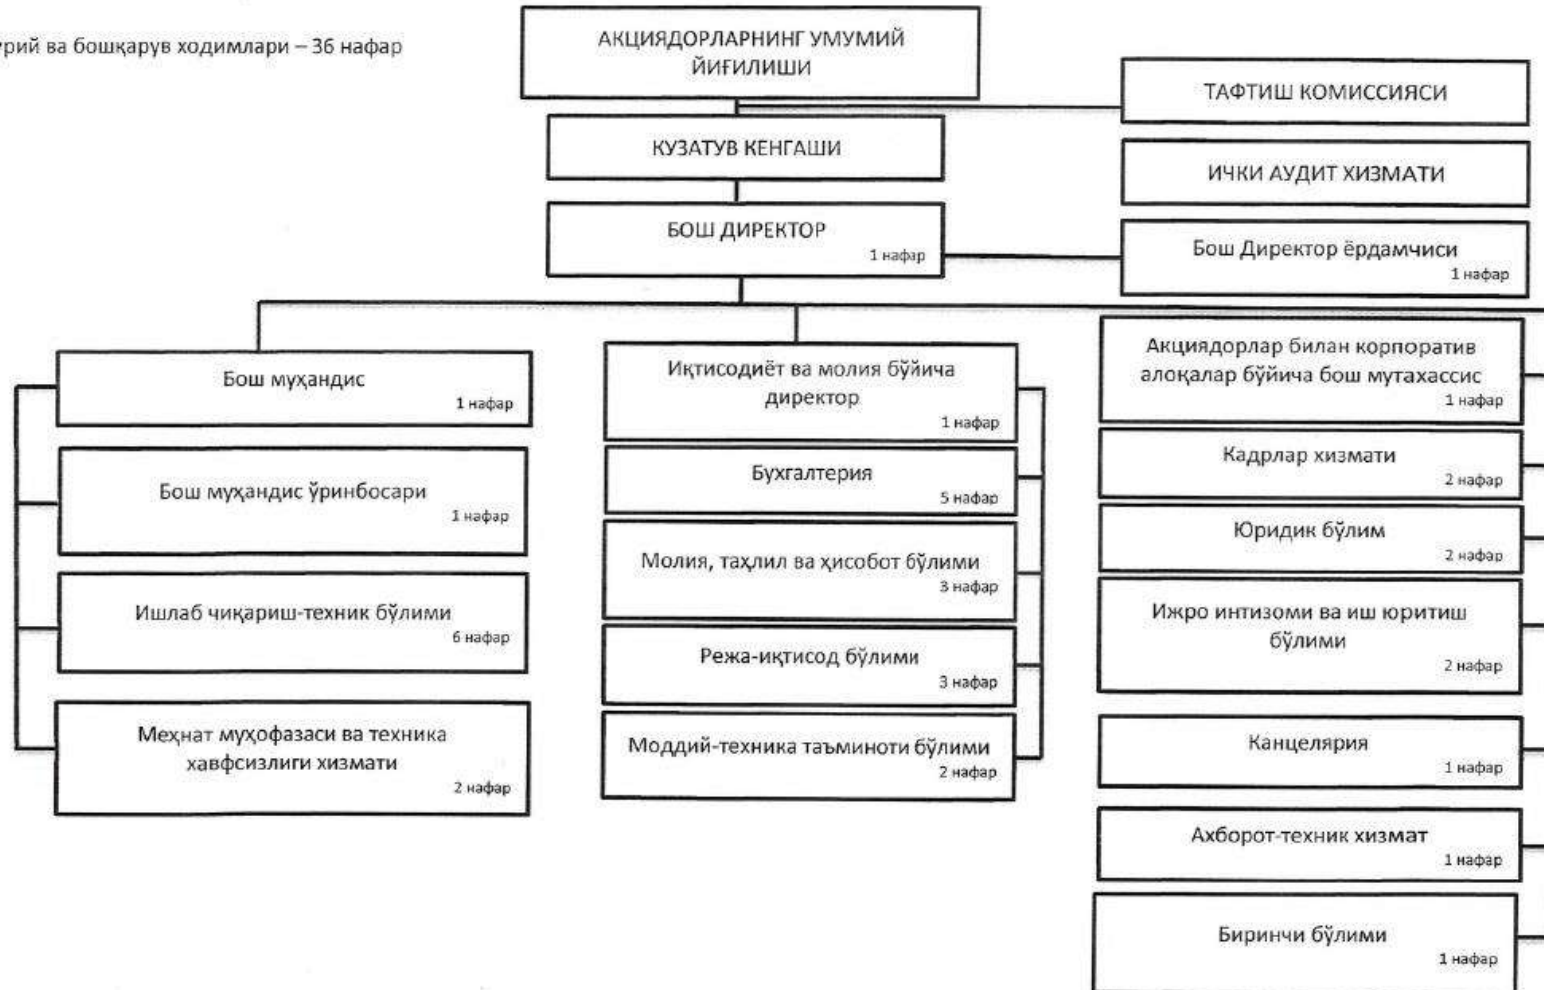 урий ва бошқарув ходимлари – 36 нафар
АКЦИЯДОРЛАРНИНГ УМУМИЙ
ЙИҒИЛИШИ
ТАФТИШ КОМИССИЯСИ
КУЗАТУВ КЕНГАШИ
ИЧКИ АУДИТ ХИЗМАТИ
БОШ ДИРЕКТОР
1 нафар
Бош Директор ёрдамчиси
1 нафар
Бош муҳандис
1 нафар
Бош муҳандис ўринбосари
1 нафар
Ишлаб чиқариш-техник бўлими
6 нафар
Меҳнат муҳофазаси ва техника
хавфсизлиги хизмати
2 нафар
Иқтисодиёт ва молия бўйича
директор
1 нафар
Бухгалтерия
5 нафар
Молия, таҳлил ва ҳисобот бўлими
3 нафар
Режа-иқтисод бўлими
3 нафар
Моддий-техника таъминоти бўлими
2 нафар
Акциядорлар билан корпоратив
алоқалар бўйича бош мутахассис
1 нафар
Кадрлар хизмати
2 нафар
Юридик бўлим
2 нафар
Ижро интизоми ва иш юритиш
бўлими
2 нафар
Канцелярия
1 нафар
Ахборот-техник хизмат
1 нафар
Биринчи бўлими
1 нафар